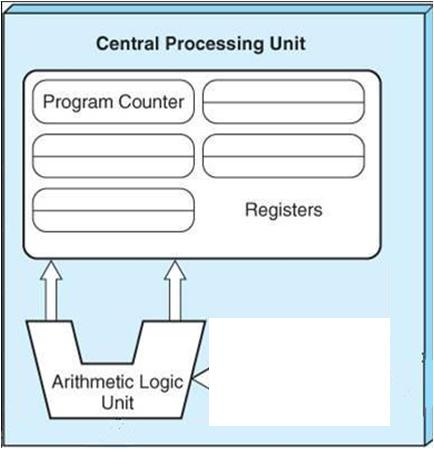 Central Processing Unit
Program Counter
Registers
Arithmetic Logic
Unit